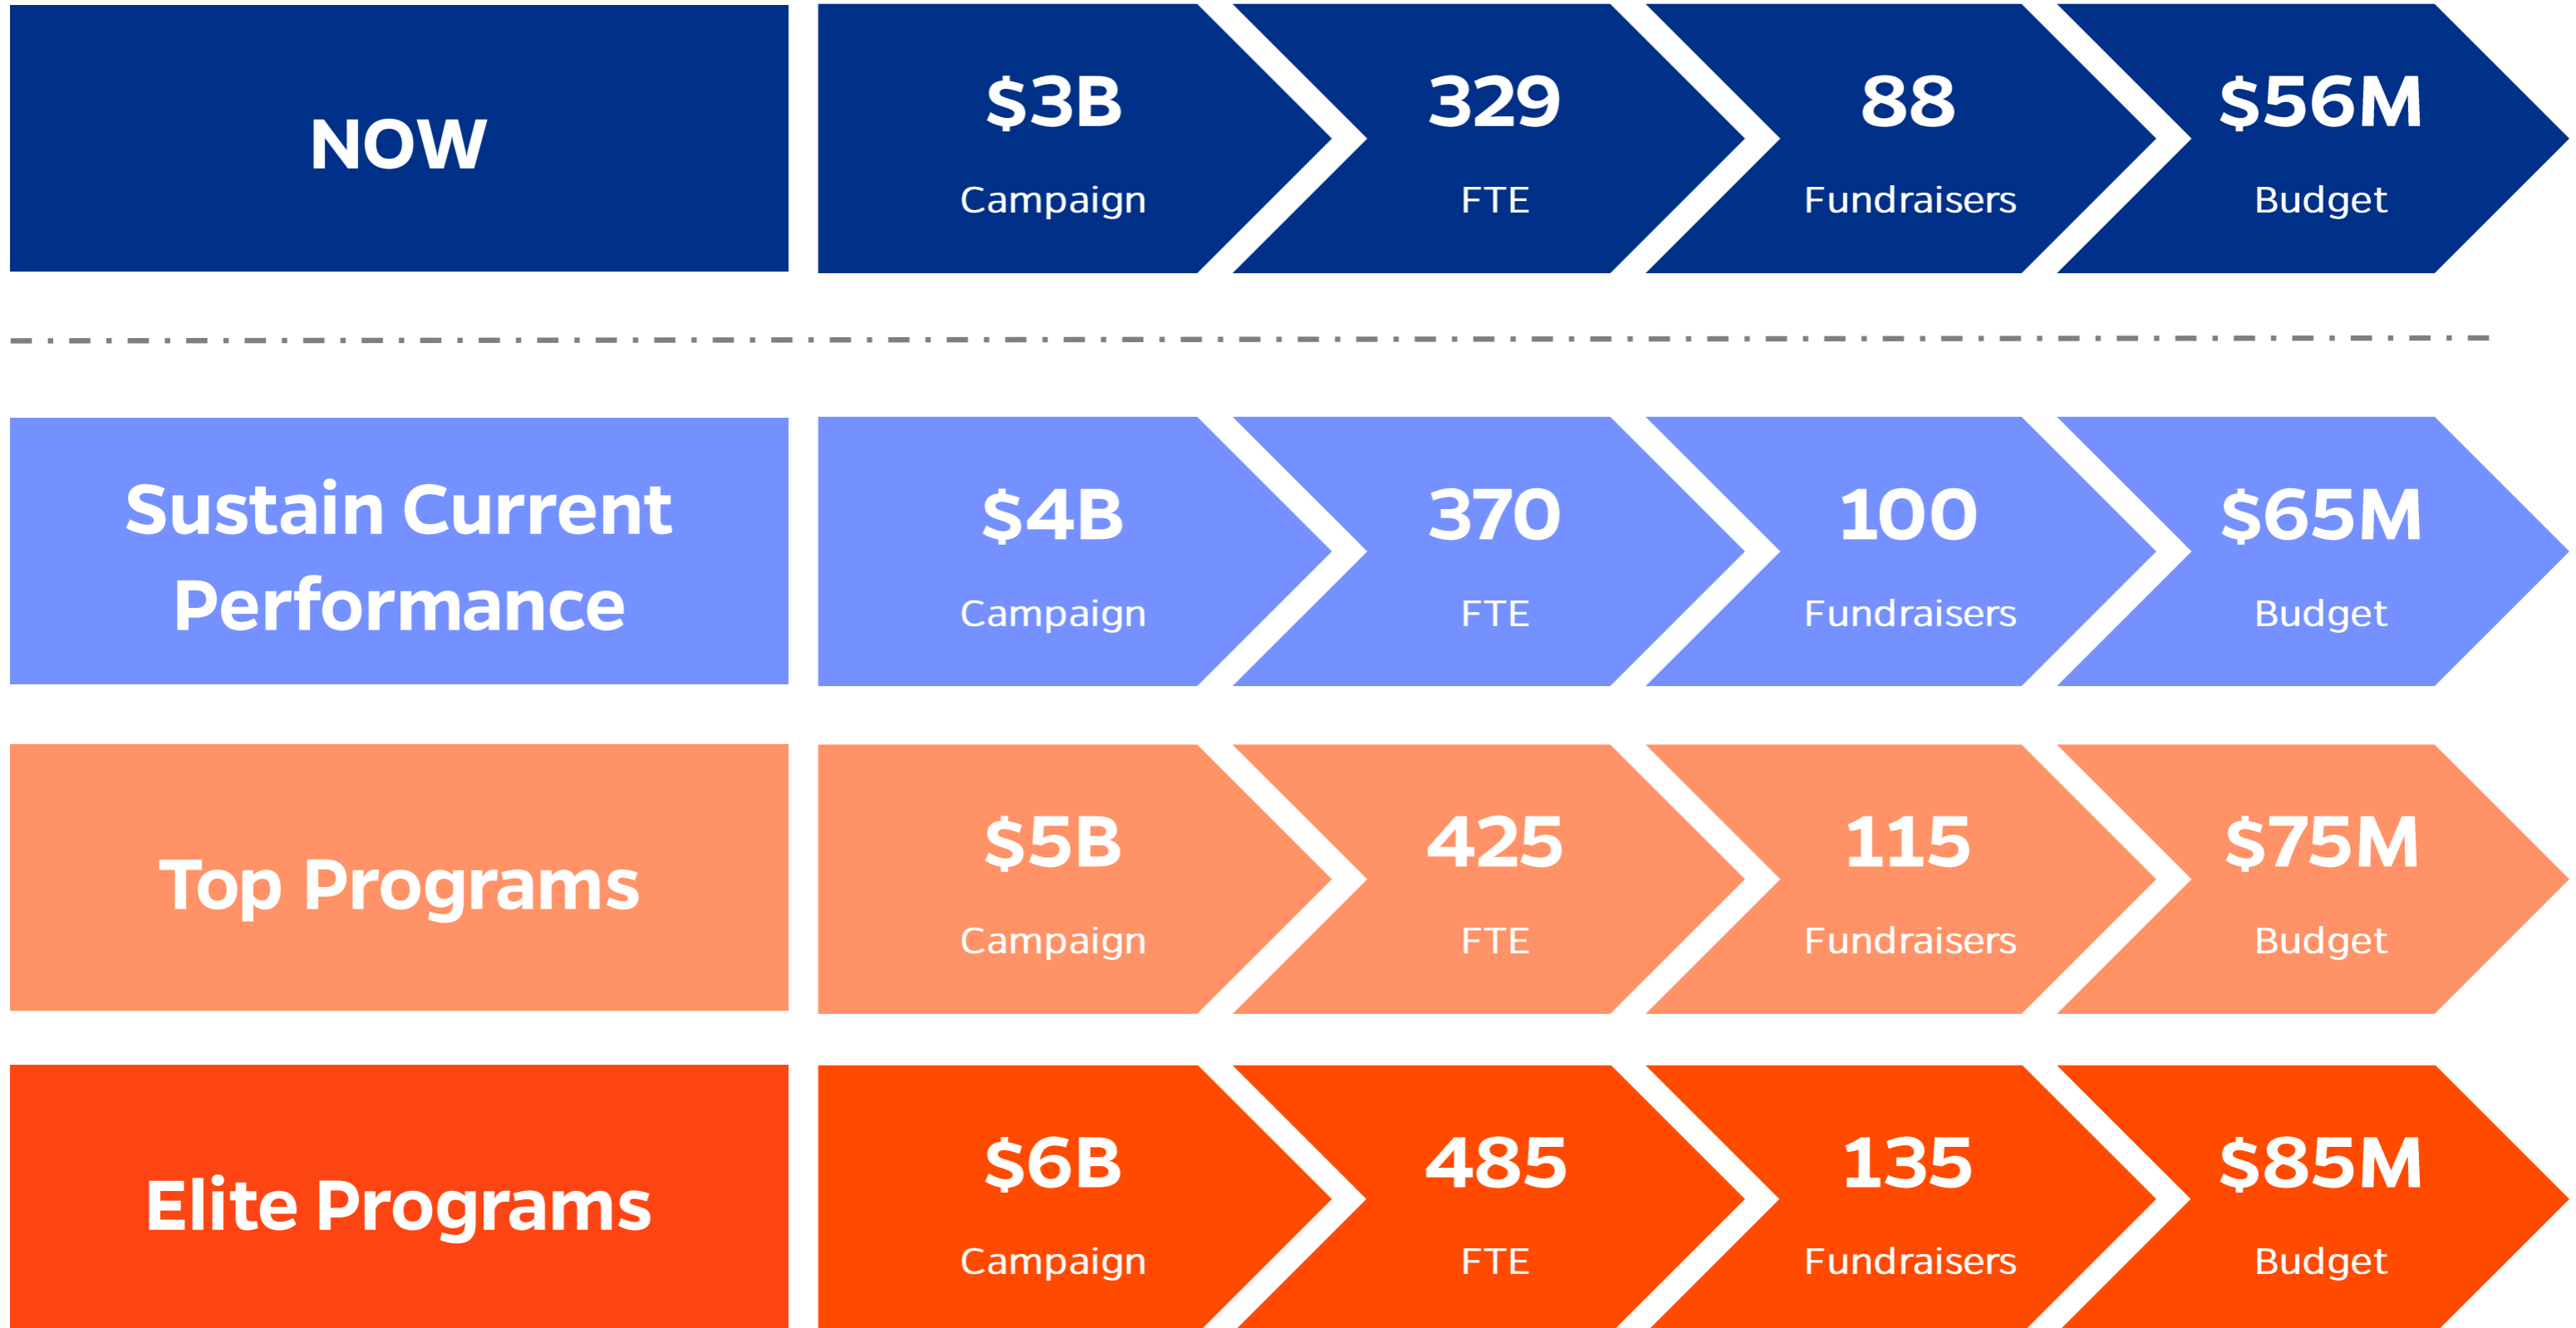 NOW
$3B
Campaign
329
FTE
88
Fundraisers
$56M
Budget
Sustain Current
Performance
$4B
Campaign
370
FTE
100
Fundraisers
$65M
Budget
Top Programs
$5B
Campaign
425
FTE
115
Fundraisers
$75M
Budget
Elite Programs
$6B
Campaign
485
FTE
135
Fundraisers
$85M
Budget